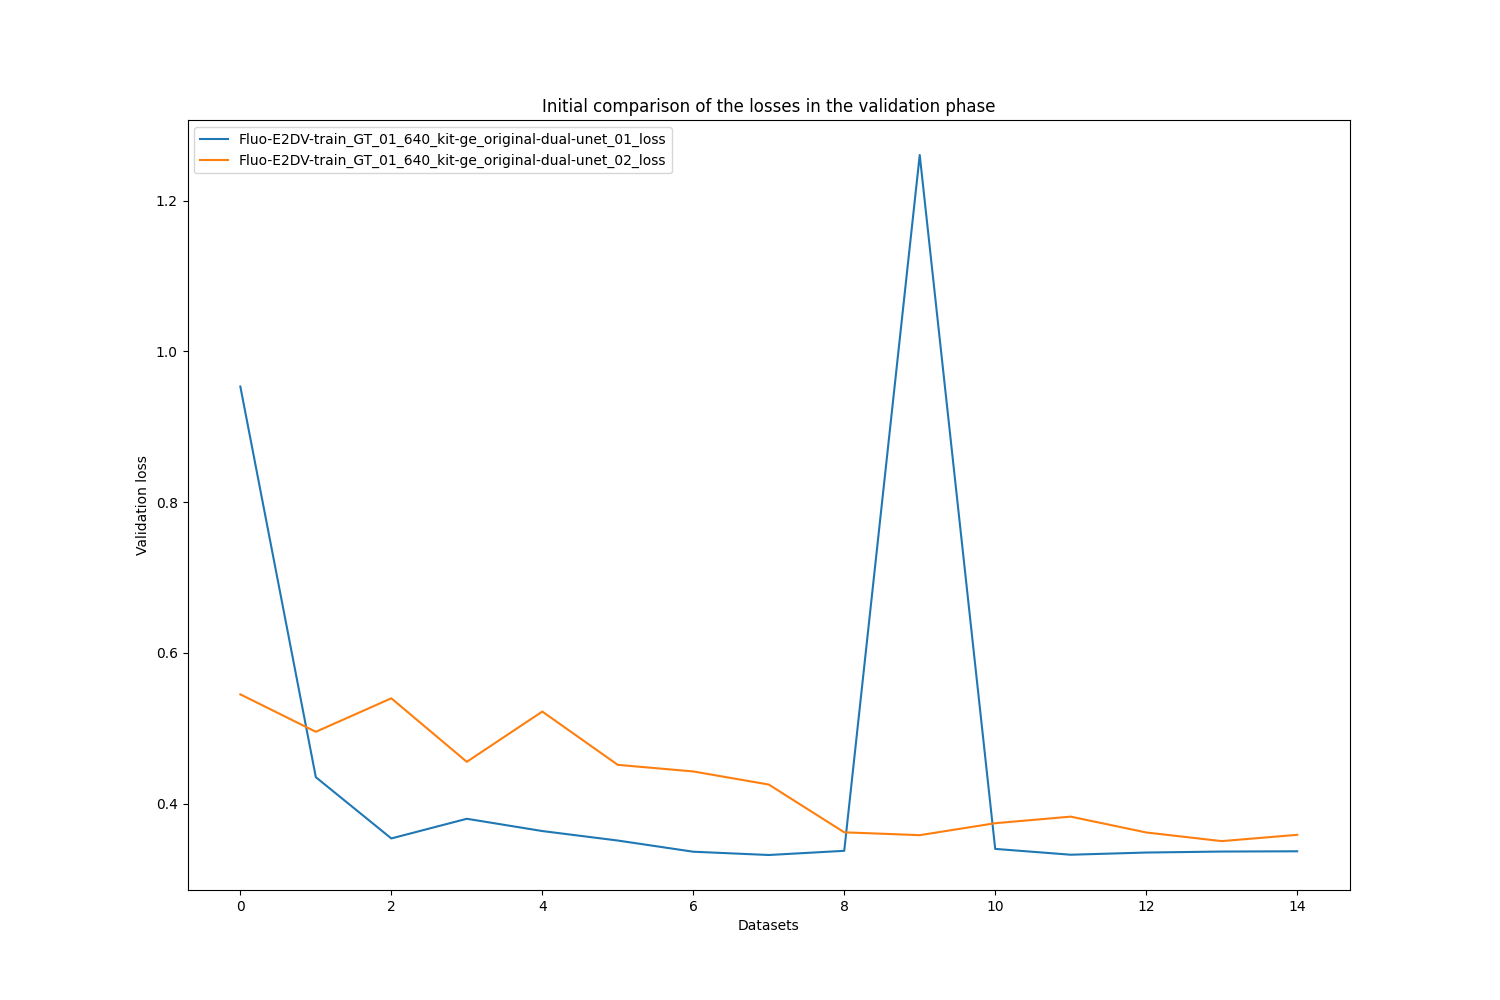 Initial comparison of the losses in the validation phase
Fluo-E2DV-train_GT_01_640_kit-ge_original-dual-unet_01_loss
Fluo-E2DV-train_GT_01_640_kit-ge_original-dual-unet_02_loss
1.2
1.0
0.8
0.6
0.4
Validation loss
0 2 4 6 8 10 12 14
Datasets